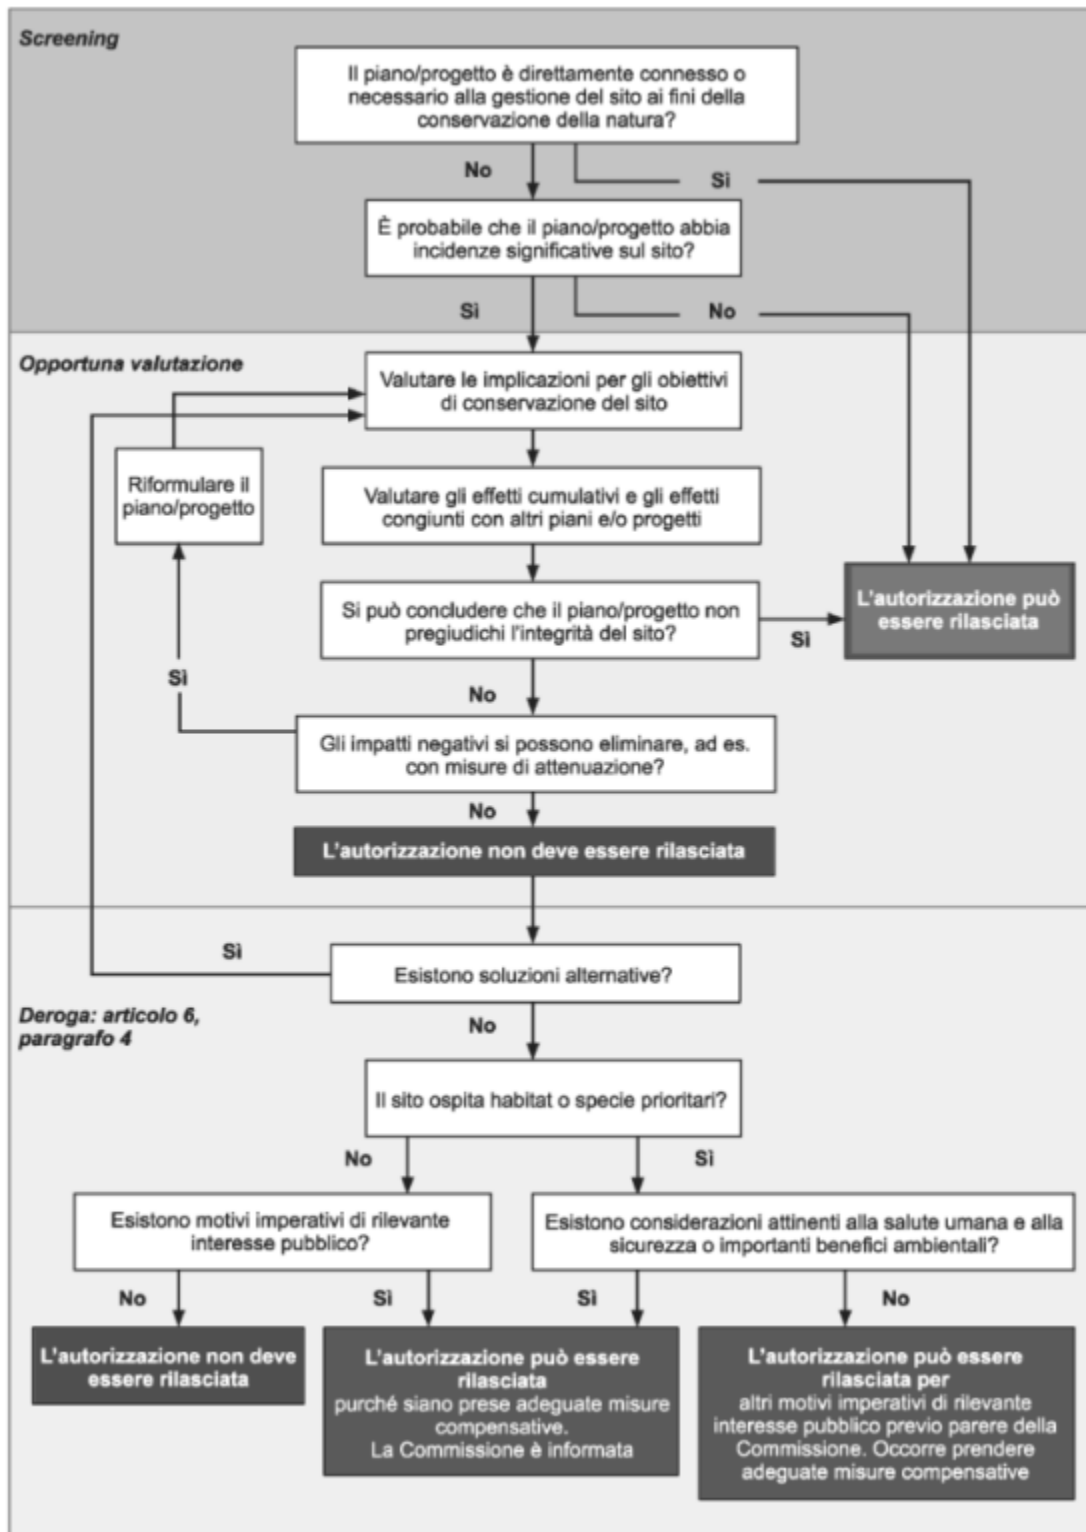 Screening
Il piano/progetto è direttamente connesso o
necessario alla gestione del sito ai fini della
conservazione della natura?
No
Sì
È probabile che il piano/progetto abbia
incidenze significative sul sito?
Sì
No
Opportuna valutazione
Valutare le implicazioni per gli obiettivi
di conservazione del sito
Riformulare il
piano/progetto
Valutare gli effetti cumulativi e gli effetti
congiunti con altri piani e/o progetti
Si può concludere che il piano/progetto non
pregiudichi l'integrità del sito?
Sì
L'autorizzazione può
essere rilasciata
Sì
No
Gli impatti negativi si possono eliminare, ad es.
con misure di attenuazione?
No
L'autorizzazione non deve essere rilasciata
Sì
Esistono soluzioni alternative?
Deroga: articolo 6,
paragrafo 4
No
Il sito ospita habitat o specie prioritari?
No
Sì
Esistono motivi imperativi di rilevante
interesse pubblico?
Esistono considerazioni attinenti alla salute umana e alla
sicurezza o importanti benefici ambientali?
No
Sì
Sì
No
L'autorizzazione non deve
essere rilasciata
L'autorizzazione può essere
rilasciata
purché siano prese adeguate misure
compensative.
La Commissione è informata
L'autorizzazione può essere
rilasciata per
altri motivi imperativi di rilevante
interesse pubblico previo parere della
Commissione. Occorre prendere
adeguate misure compensative